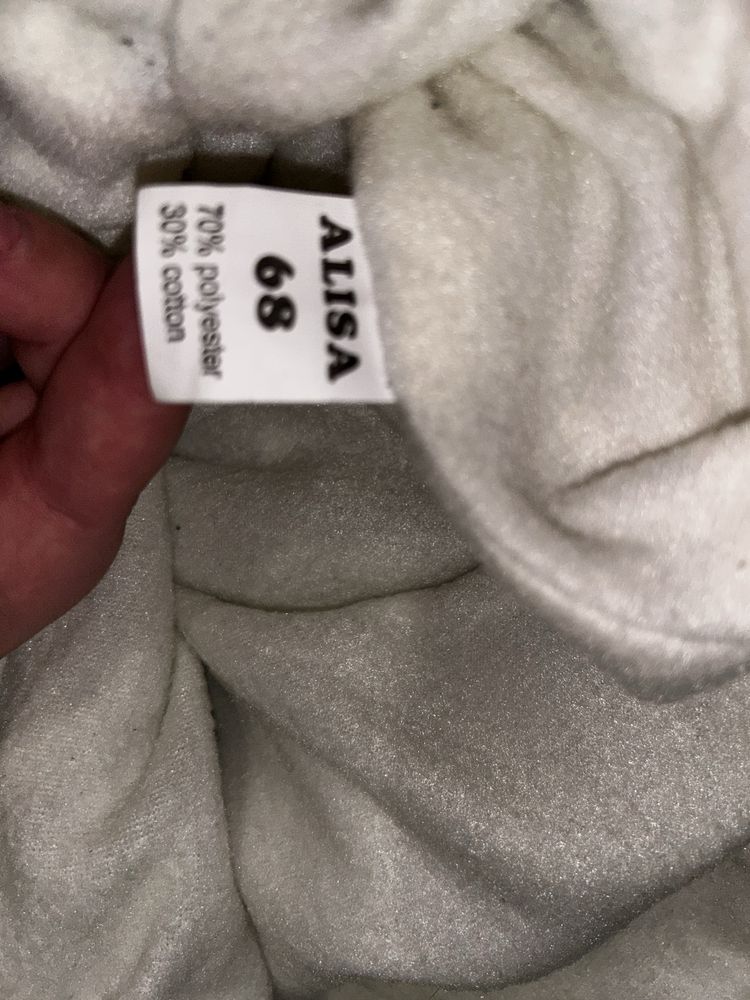 ALISA
68
70% polyester
30% cotton